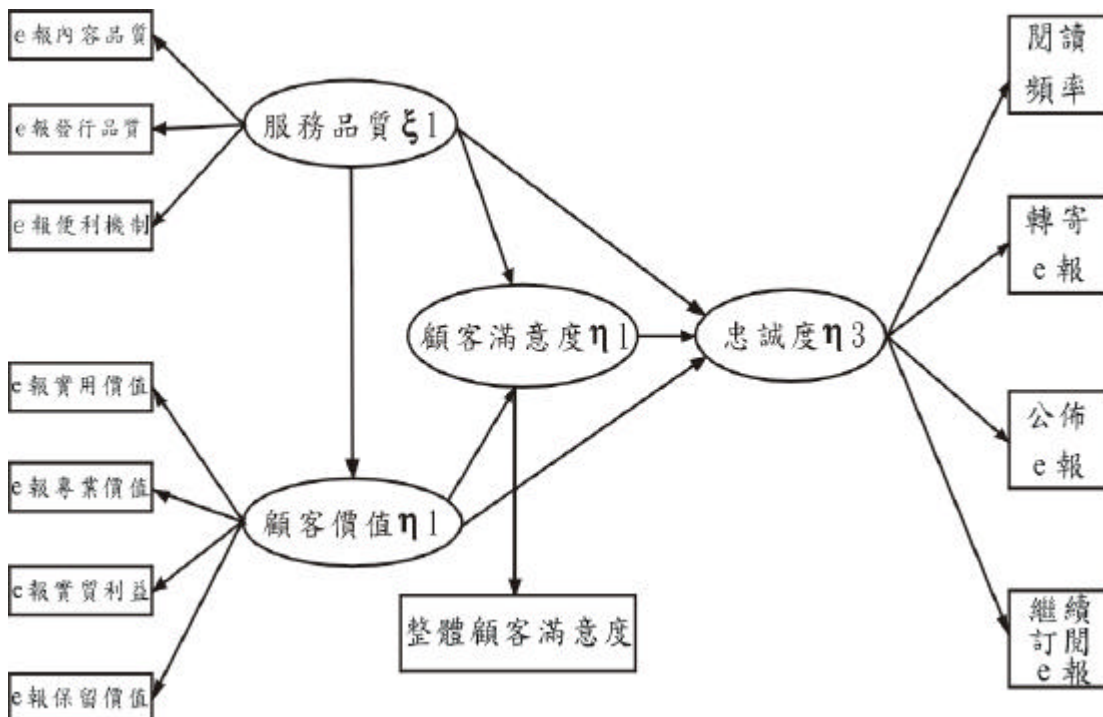 e報內容品質
e報發行品質
e報便利機制
服務品質ξ1
顧客滿意度η1
忠誠度η3
e報實用價值
e報專業價值
e報實質利益
e報保留價值
顧客價值η1
整體顧客滿意度
閱讀
頻率
轉寄
e報
公佈
e報
繼續
訂閱
e報